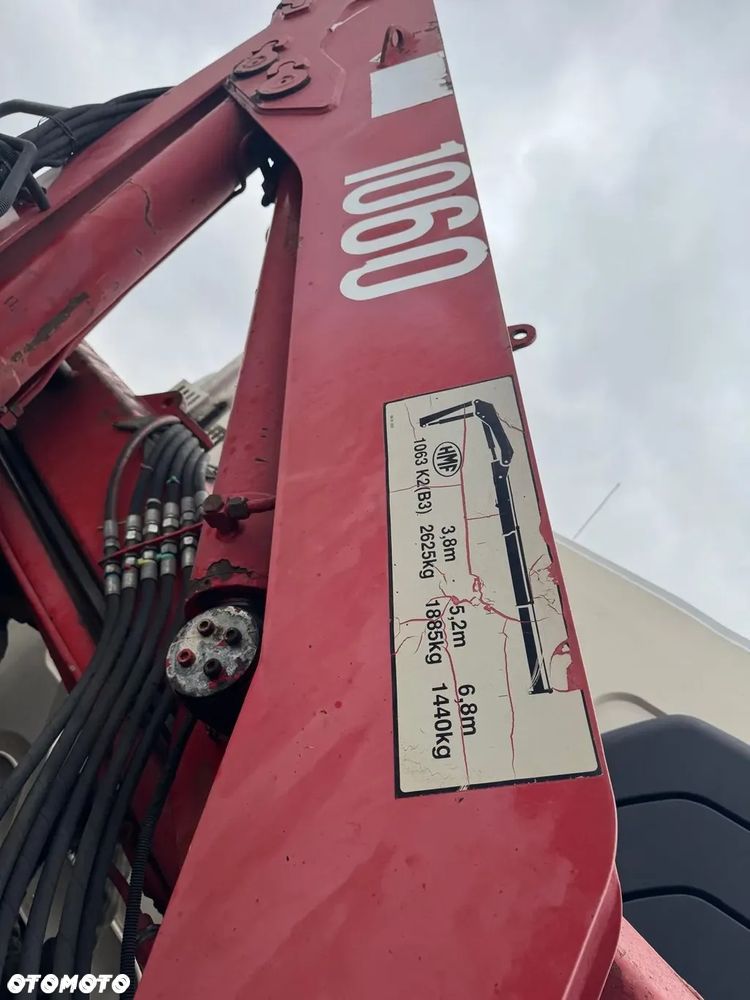 1060
HMF
1063 K2(B3)
3,8m 5,2m 6,8m
2625kg 1885kg 1440kg
OTOMOTO